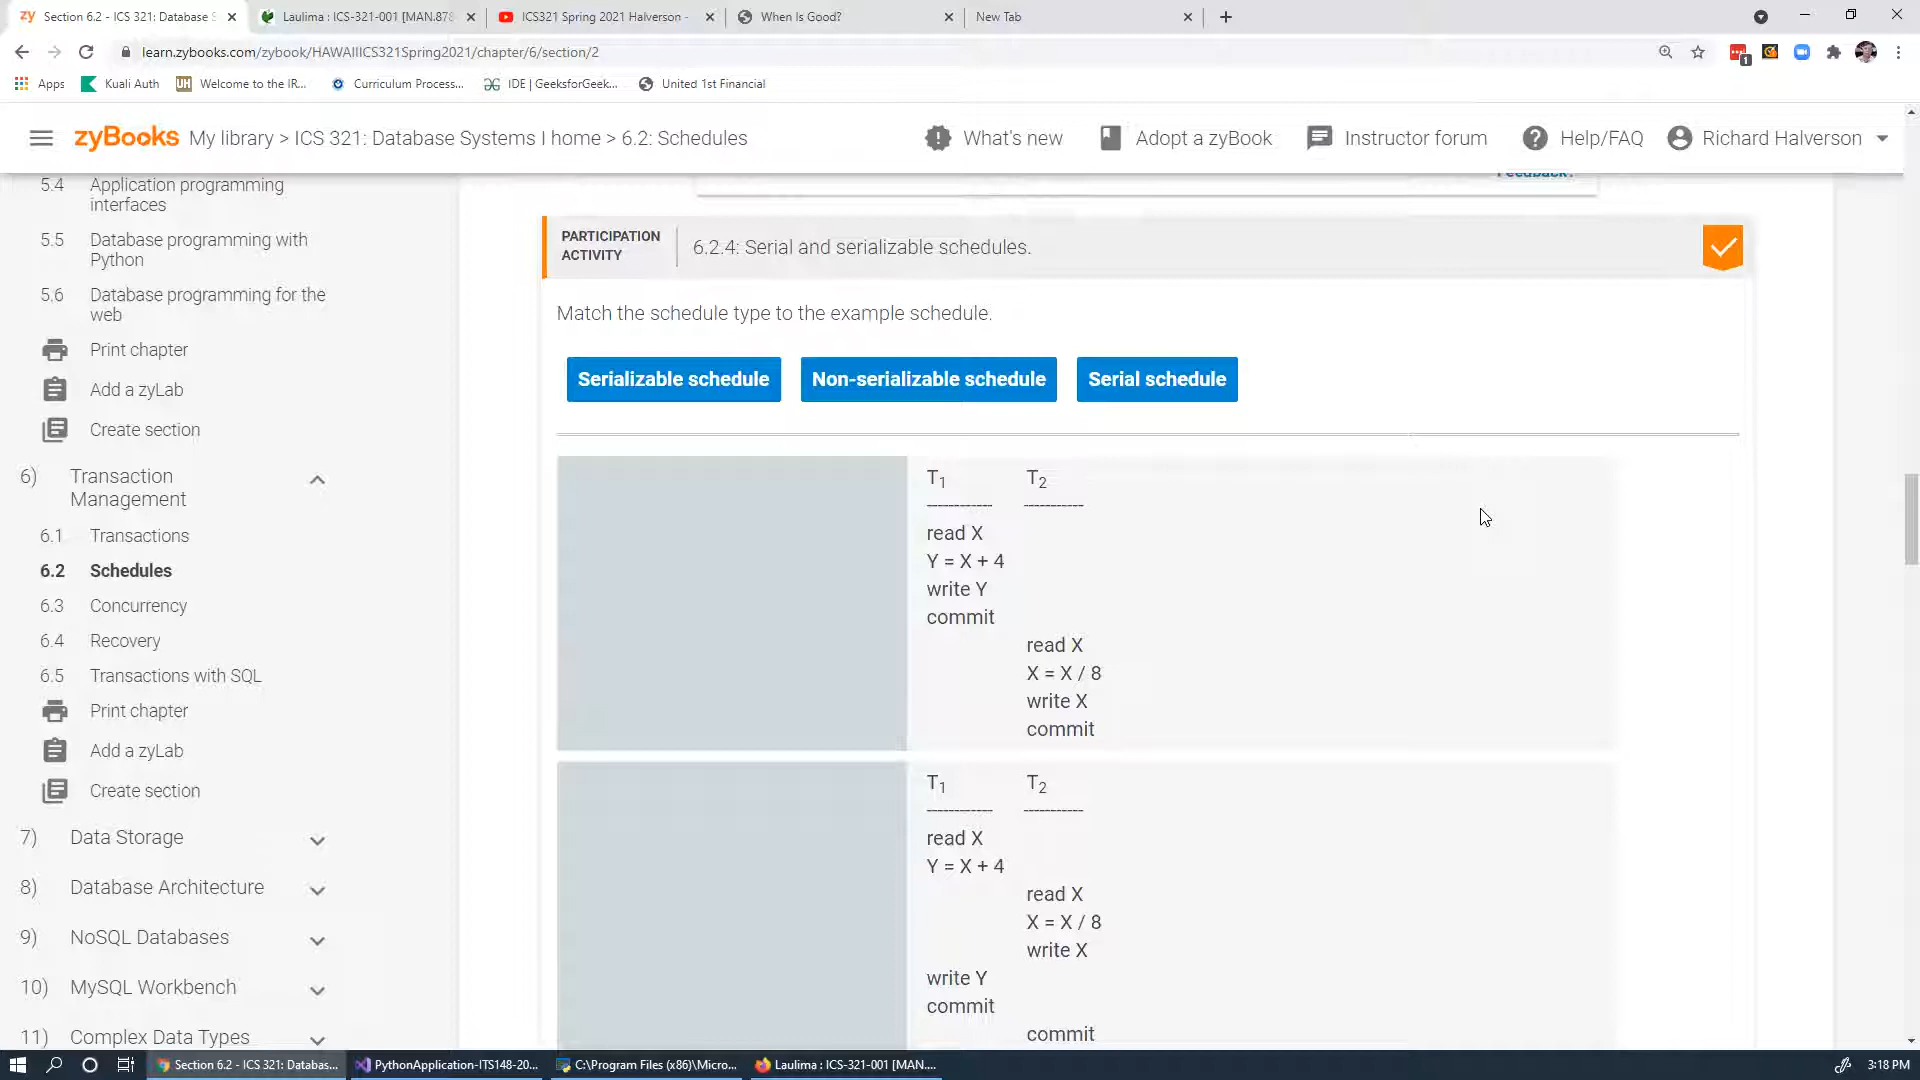 Section 6.2 - ICS 321: Database S
Laulima : ICS-321-001 [MAN.878
ICS321 Spring 2021 Halverson -
When Is Good?
New Tab
learn.zybooks.com/zybook/HAWAIIICS321Spring2021/chapter/6/section/2
1
Apps
Kuali Auth
UH Welcome to the IR...
Curriculum Process...
IDE | GeeksforGeek...
United 1st Financial
zyBooks My library > ICS 321: Database Systems I home > 6.2: Schedules
What's new
Adopt a zyBook
Instructor forum
Help/FAQ
Richard Halverson
5.4 Application programming
interfaces
5.5 Database programming with
Python
5.6 Database programming for the
web
Print chapter
Add a zyLab
Create section
6) Transaction
Management
6.1 Transactions
6.2 Schedules
6.3 Concurrency
6.4 Recovery
6.5 Transactions with SQL
Print chapter
Add a zyLab
Create section
7) Data Storage
8) Database Architecture
9) NoSQL Databases
10) MySQL Workbench
11) Complex Data Types
Feedback?
PARTICIPATION
ACTIVITY
6.2.4: Serial and serializable schedules.
Match the schedule type to the example schedule.
Serializable schedule
Non-serializable schedule
Serial schedule
T1 T2
------------ -----------
read X
Y = X + 4
write Y
commit
read X
X = X / 8
write X
commit
T1 T2
------------ -----------
read X
Y = X + 4
read X
X = X / 8
write X
write Y
commit
commit
Section 6.2 - ICS 321: Databas...
PythonApplication-ITS148-20...
C:\Program Files (x86)\Micro...
Laulima : ICS-321-001 [MAN....
3:18 PM